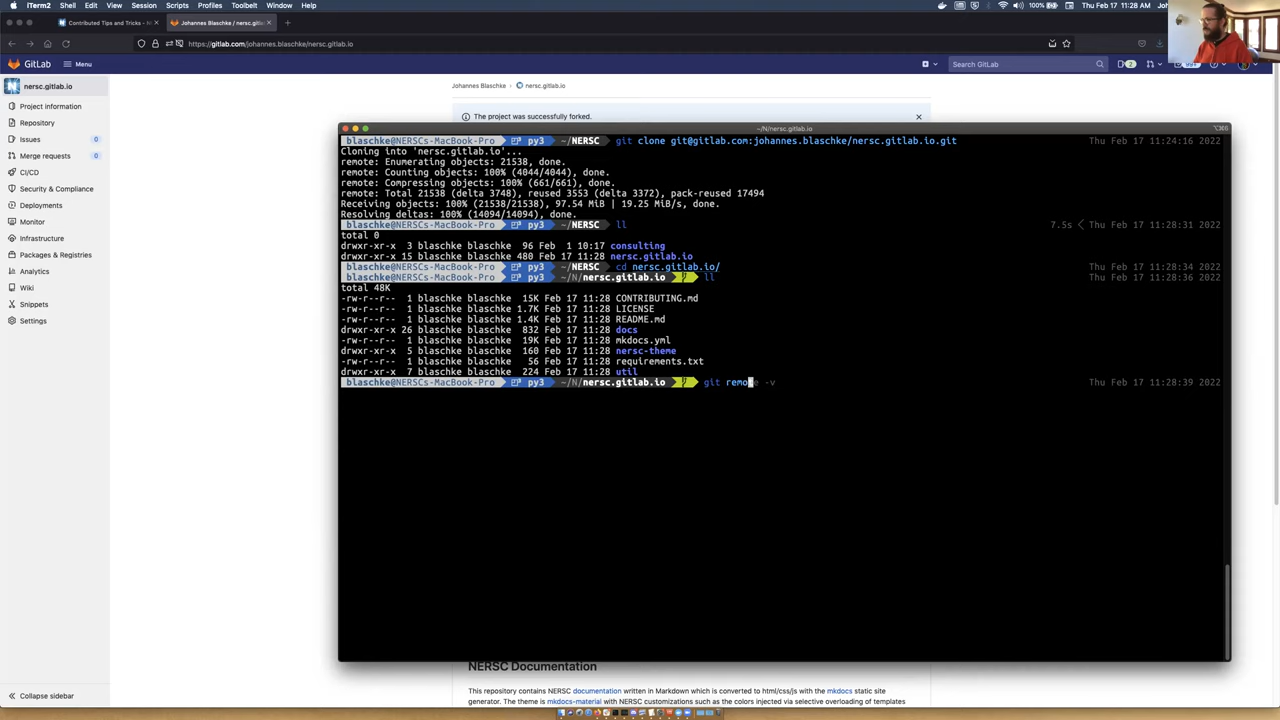 iTerm2 Shell Edit View Session Scripts Profiles Toolbelt Window Help
100% Thu Feb 17 11:28 AM
Contributed Tips and Tricks - N
Johannes Blaschke / nersc.gitla
https://gitlab.com/johannes.blaschke/nersc.gitlab.io
GitLab Menu
Search GitLab
2
99+
nersc.gitlab.io
Johannes Blaschke > nersc.gitlab.io
Project information
Repository
Issues 0
Merge requests 0
CI/CD
Security & Compliance
Deployments
Monitor
Infrastructure
Packages & Registries
Analytics
Wiki
Snippets
Settings
Collapse sidebar
The project was successfully forked.
~/N/nersc.gitlab.io
⌥⌘6
blaschke@NERSCs-MacBook-Pro py3 ~/NERSC git clone git@gitlab.com:johannes.blaschke/nersc.gitlab.io.git Thu Feb 17 11:24:16 2022
Cloning into 'nersc.gitlab.io'...
remote: Enumerating objects: 21538, done.
remote: Counting objects: 100% (4044/4044), done.
remote: Compressing objects: 100% (661/661), done.
remote: Total 21538 (delta 3748), reused 3553 (delta 3372), pack-reused 17494
Receiving objects: 100% (21538/21538), 97.54 MiB | 19.25 MiB/s, done.
Resolving deltas: 100% (14094/14094), done.
blaschke@NERSCs-MacBook-Pro py3 ~/NERSC ll 7.5s < Thu Feb 17 11:28:31 2022
total 0
drwxr-xr-x 3 blaschke blaschke 96 Feb 1 10:17 consulting
drwxr-xr-x 15 blaschke blaschke 480 Feb 17 11:28 nersc.gitlab.io
blaschke@NERSCs-MacBook-Pro py3 ~/NERSC cd nersc.gitlab.io/ Thu Feb 17 11:28:34 2022
blaschke@NERSCs-MacBook-Pro py3 ~/N/nersc.gitlab.io ll Thu Feb 17 11:28:36 2022
total 48K
-rw-r--r-- 1 blaschke blaschke 15K Feb 17 11:28 CONTRIBUTING.md
-rw-r--r-- 1 blaschke blaschke 1.7K Feb 17 11:28 LICENSE
-rw-r--r-- 1 blaschke blaschke 1.4K Feb 17 11:28 README.md
drwxr-xr-x 26 blaschke blaschke 832 Feb 17 11:28 docs
-rw-r--r-- 1 blaschke blaschke 19K Feb 17 11:28 mkdocs.yml
drwxr-xr-x 5 blaschke blaschke 160 Feb 17 11:28 nersc-theme
-rw-r--r-- 1 blaschke blaschke 56 Feb 17 11:28 requirements.txt
drwxr-xr-x 7 blaschke blaschke 224 Feb 17 11:28 util
blaschke@NERSCs-MacBook-Pro py3 ~/N/nersc.gitlab.io git remote -v Thu Feb 17 11:28:39 2022
NERSC Documentation
This repository contains NERSC documentation written in Markdown which is converted to html/css/js with the mkdocs static site
generator. The theme is mkdocs-material with NERSC customizations such as the colors injected via selective overloading of templates